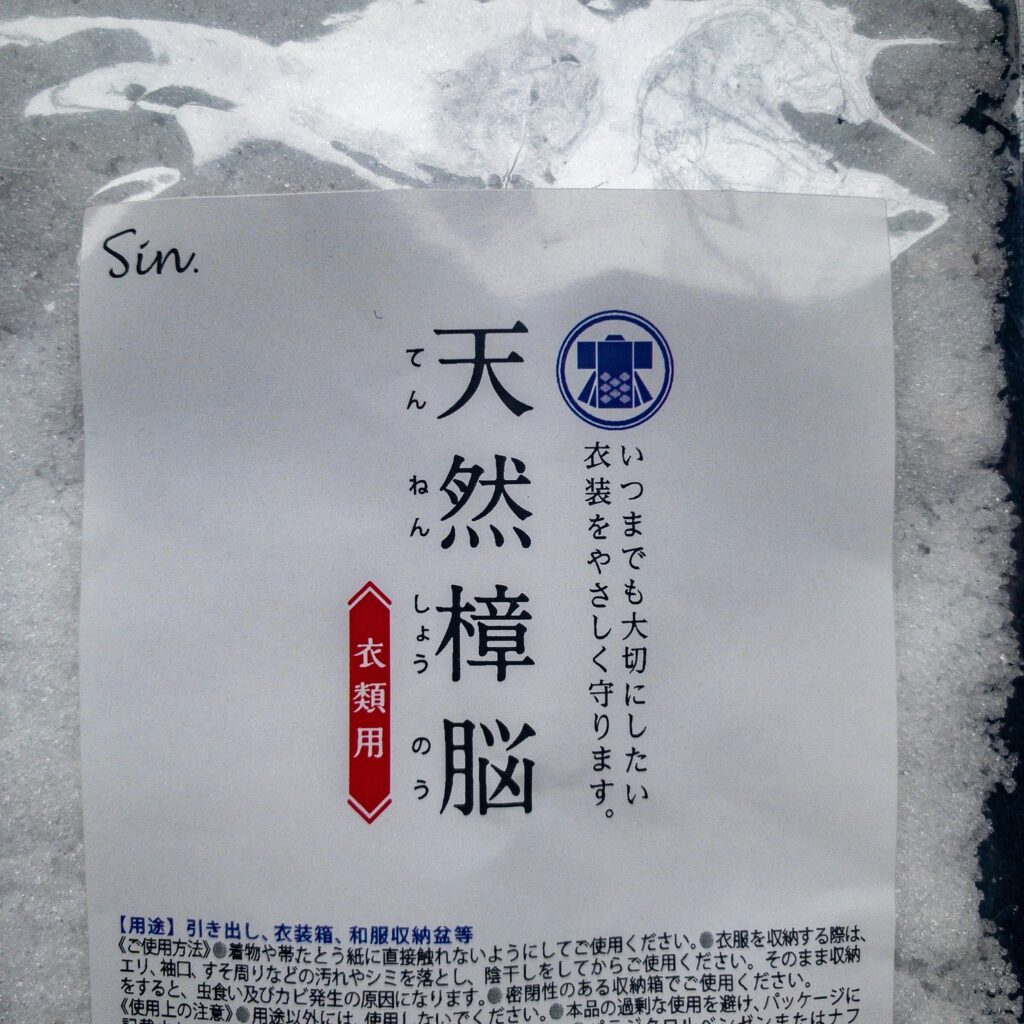 Sin.
いつまでも大切にしたい
衣装をやさしく守ります。
天然樟脳
てんねんしょうのう
衣類用
【用途】引き出し、衣装箱、和服収納盆等
《ご使用方法》●着物や帯たとう紙に直接触れないようにしてご使用ください。●衣服を収納する際は、
エリ、袖口、すそ周りなどの汚れやシミを落とし、陰干しをしてからご使用ください。そのまま収納
をすると、虫食い及びカビ発生の原因になります。●密閉性のある収納箱でご使用ください。
《使用上の注意》●用途以外には、使用しないでください。●本品の過剰な使用を避け、パッケージに